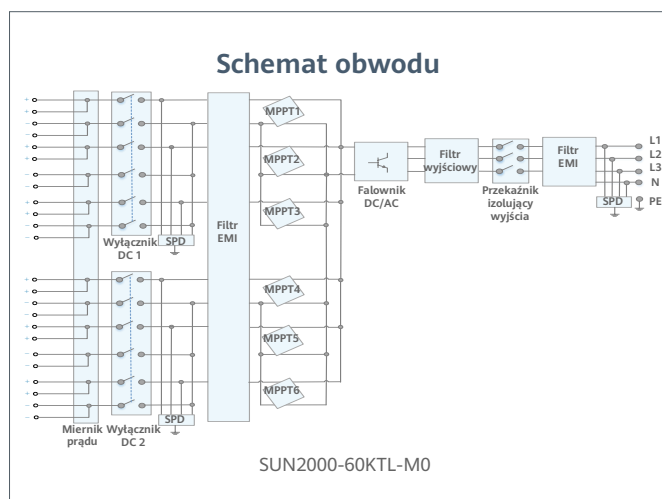 Schemat obwodu
MPPT1
MPPT2
MPPT3
MPPT4
MPPT5
MPPT6
Filtr
EMI
SPD
Wyłącznik
DC 1
SPD
Miernik
prądu
Wyłącznik
DC 2
Falownik
DC/AC
Filtr
wyjściowy
Przekaźnik
izolujący
wyjścia
Filtr
EMI
SPD
L1
L2
L3
N
PE
SUN2000-60KTL-M0